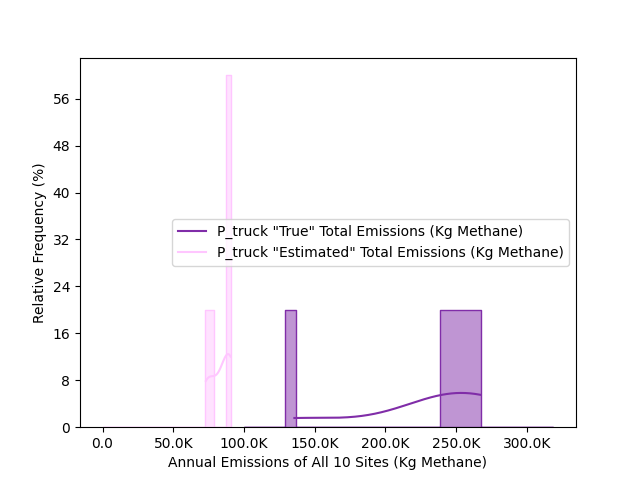 56
48
40
32
24
16
8
0
Relative Frequency (%)
P_truck "True" Total Emissions (Kg Methane)
P_truck "Estimated" Total Emissions (Kg Methane)
0.0 50.0K 100.0K 150.0K 200.0K 250.0K 300.0K
Annual Emissions of All 10 Sites (Kg Methane)